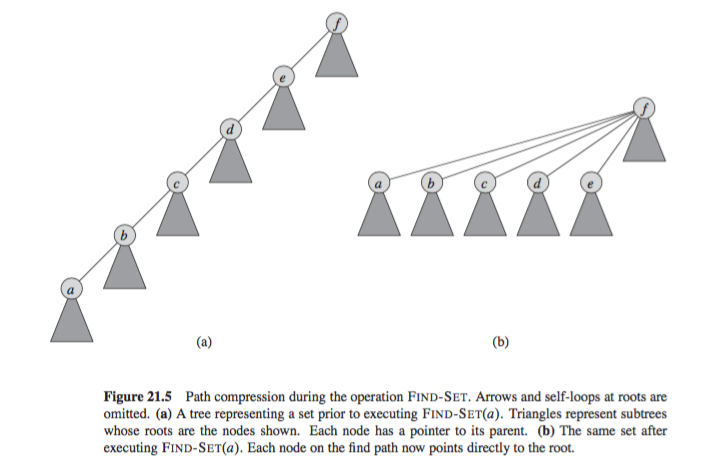 f
e
d
c
b
a
(a)
f
a b c d e
(b)
Figure 21.5 Path compression during the operation FIND-SET. Arrows and self-loops at roots are
omitted. (a) A tree representing a set prior to executing FIND-SET(a). Triangles represent subtrees
whose roots are the nodes shown. Each node has a pointer to its parent. (b) The same set after
executing FIND-SET(a). Each node on the find path now points directly to the root.